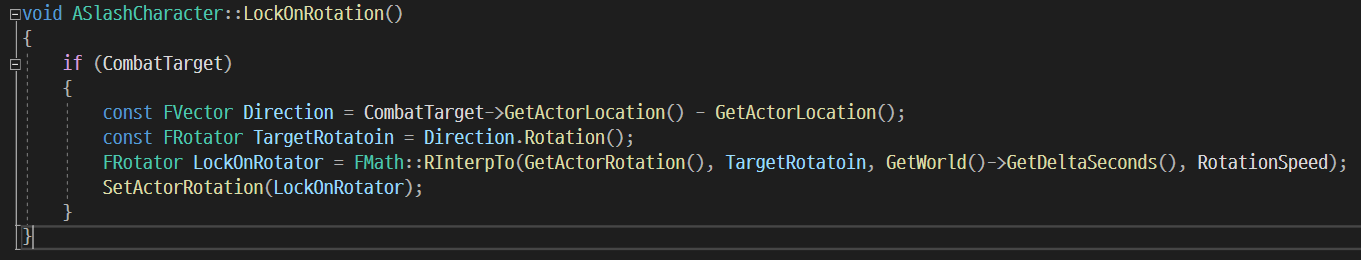 void ASlashCharacter::LockOnRotation()
{
    if (CombatTarget)
    {
        const FVector Direction = CombatTarget->GetActorLocation() - GetActorLocation();
        const FRotator TargetRotatoin = Direction.Rotation();
        FRotator LockOnRotator = FMath::RInterpTo(GetActorRotation(), TargetRotatoin, GetWorld()->GetDeltaSeconds(), RotationSpeed);
        SetActorRotation(LockOnRotator);
    }
}